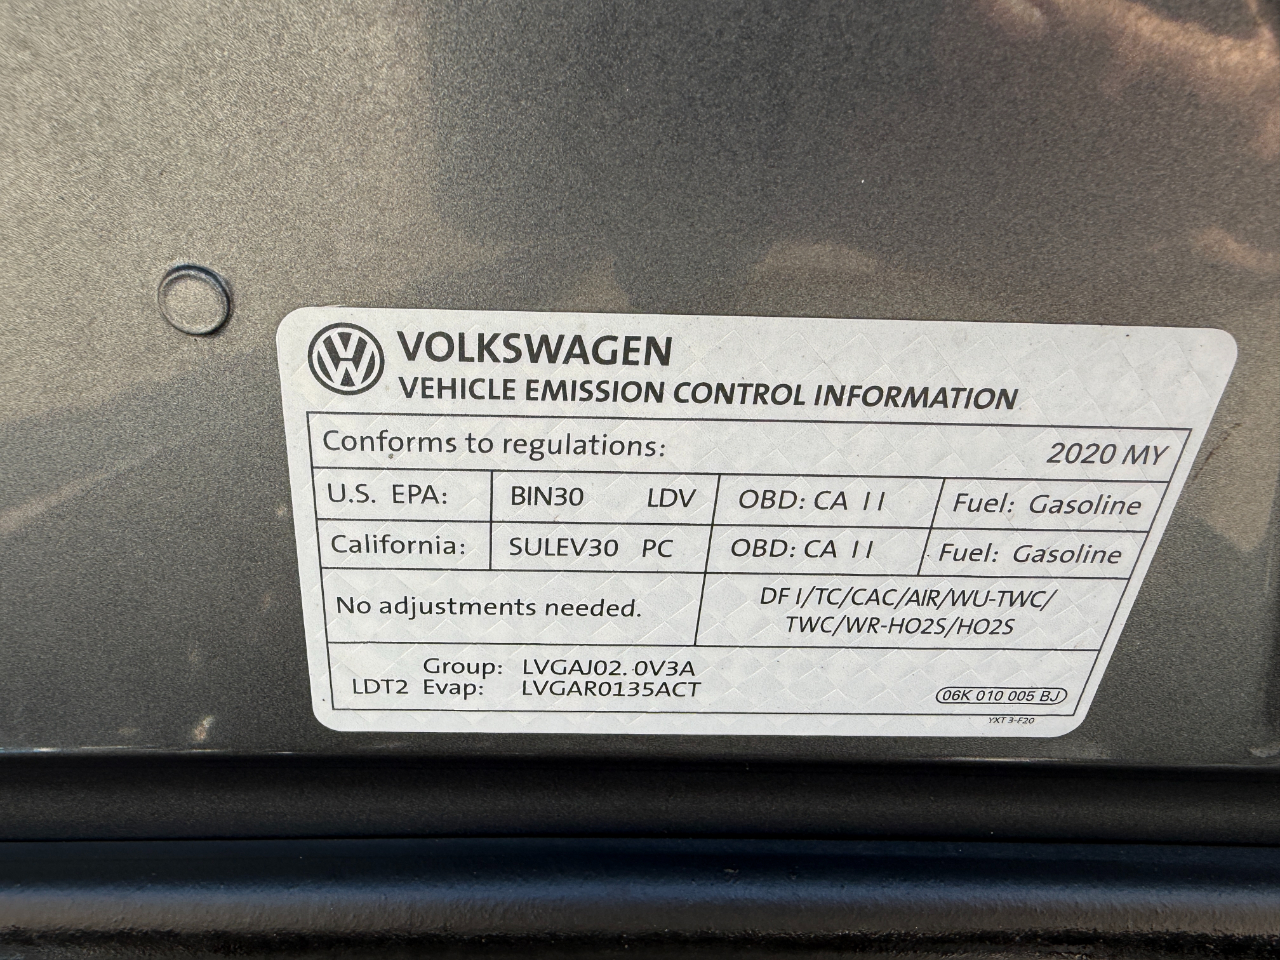 VOLKSWAGEN
VEHICLE EMISSION CONTROL INFORMATION
Conforms to regulations: 2020 MY
U.S. EPA: BIN30 LDV OBD: CA II Fuel: Gasoline
California: SULEV30 PC OBD: CA II Fuel: Gasoline
No adjustments needed. DFI/TC/CAC/AIR/WU-TWC/
TWC/WR-HO2S/HO2S
Group: LVGAJ02.0V3A
LDT2 Evap: LVGAR0135ACT 06K 010 005 BJ
YXT 3-F20